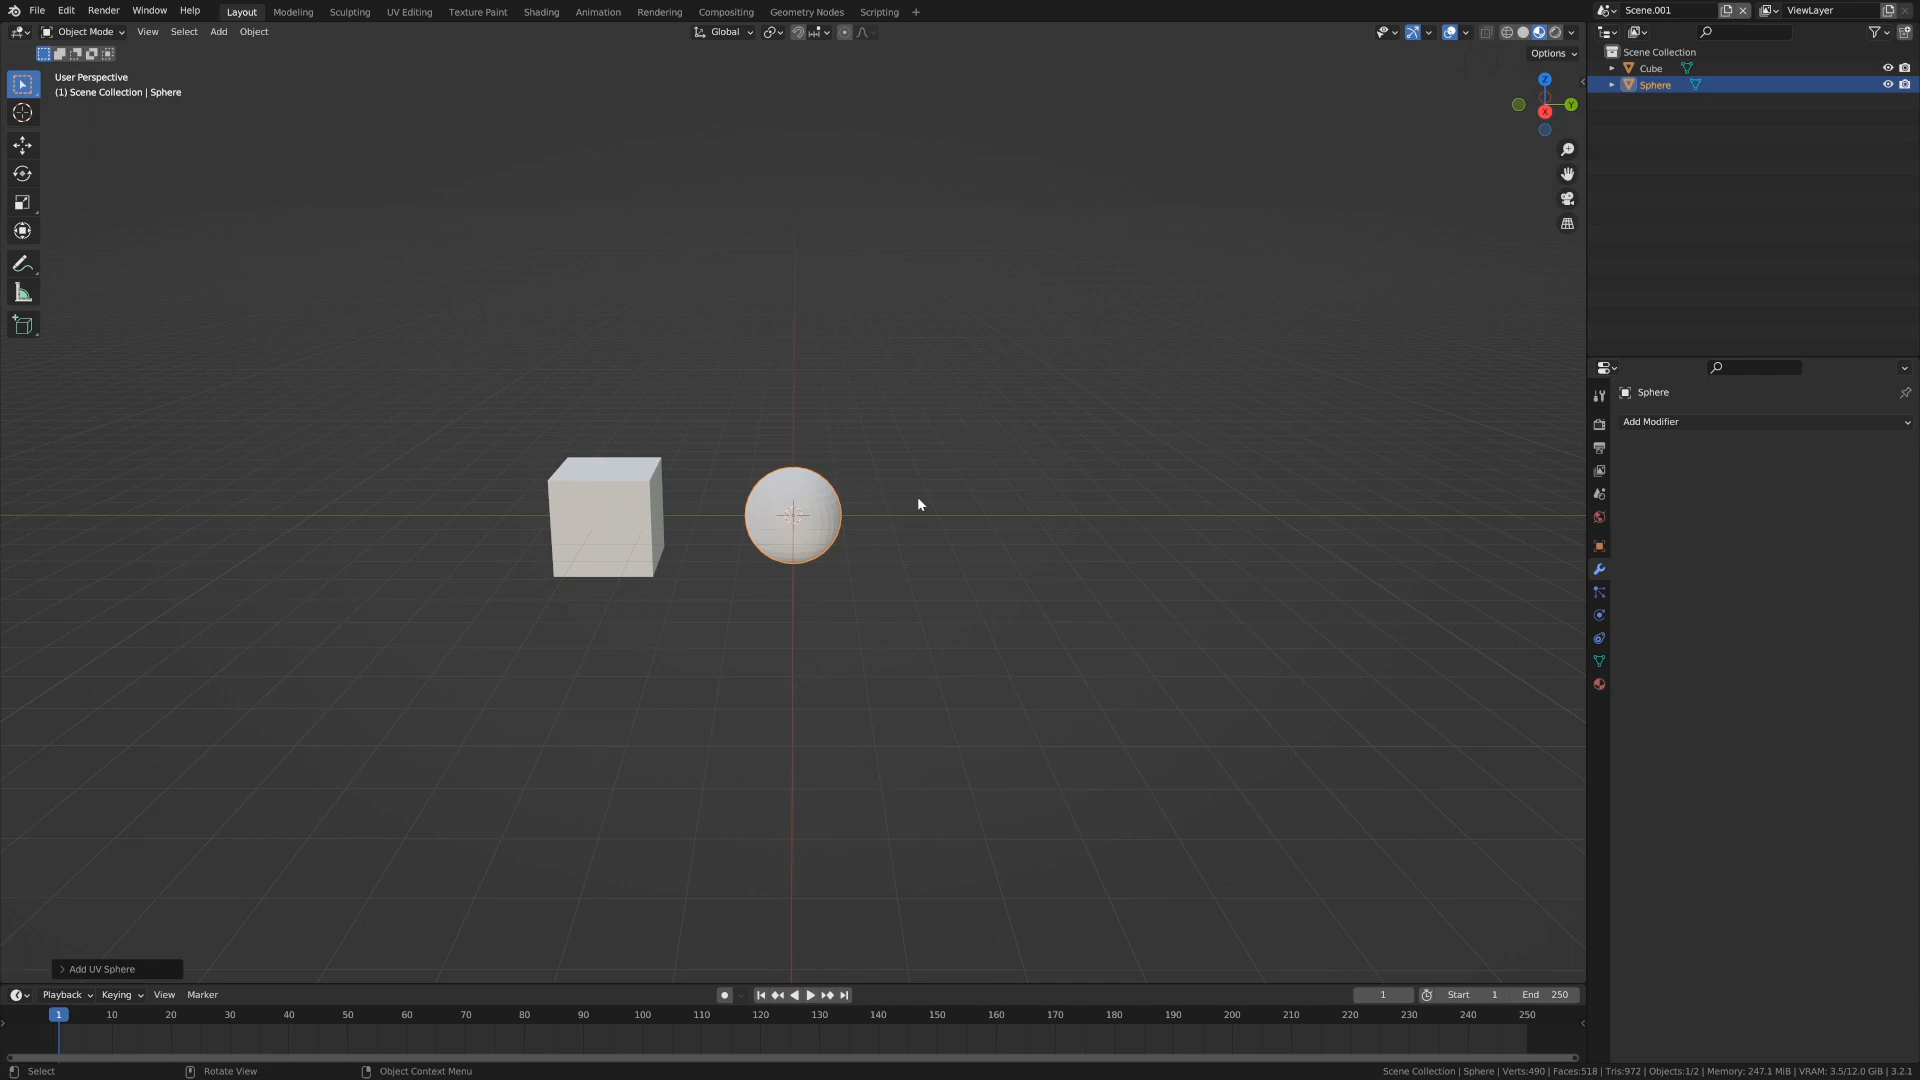 File Edit Render Window Help Layout Modeling Sculpting UV Editing Texture Paint Shading Animation Rendering Compositing Geometry Nodes Scripting + Scene.001 ViewLayer
Object Mode View Select Add Object Global
Options
User Perspective
(1) Scene Collection | Sphere
Z
Y
X
Scene Collection
Cube
Sphere
Sphere
Add Modifier
Add UV Sphere
Playback Keying View Marker 1 Start 1 End 250
1 10 20 30 40 50 60 70 80 90 100 110 120 130 140 150 160 170 180 190 200 210 220 230 240 250
Select Rotate View Object Context Menu Scene Collection | Sphere | Verts:490 | Faces:518 | Tris:972 | Objects:1/2 | Memory: 247.1 MiB | VRAM: 3.5/12.0 GiB | 3.2.1